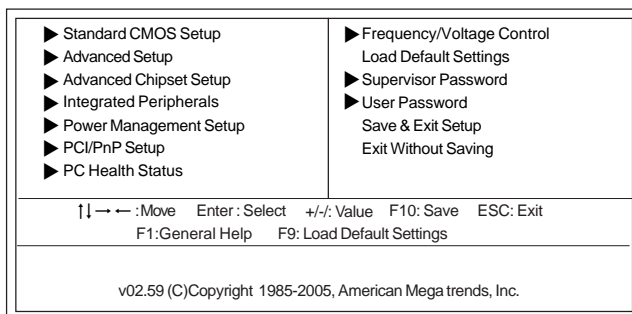 ▶ Standard CMOS Setup
▶ Advanced Setup
▶ Advanced Chipset Setup
▶ Integrated Peripherals
▶ Power Management Setup
▶ PCI/PnP Setup
▶ PC Health Status
▶ Frequency/Voltage Control
Load Default Settings
▶ Supervisor Password
▶ User Password
Save & Exit Setup
Exit Without Saving
↑↓→← :Move Enter : Select +/-/: Value F10: Save ESC: Exit
F1:General Help F9: Load Default Settings
v02.59 (C)Copyright 1985-2005, American Mega trends, Inc.